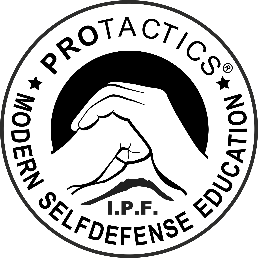 PROTACTICS®
I.P.F.
MODERN SELFDEFENSE EDUCATION